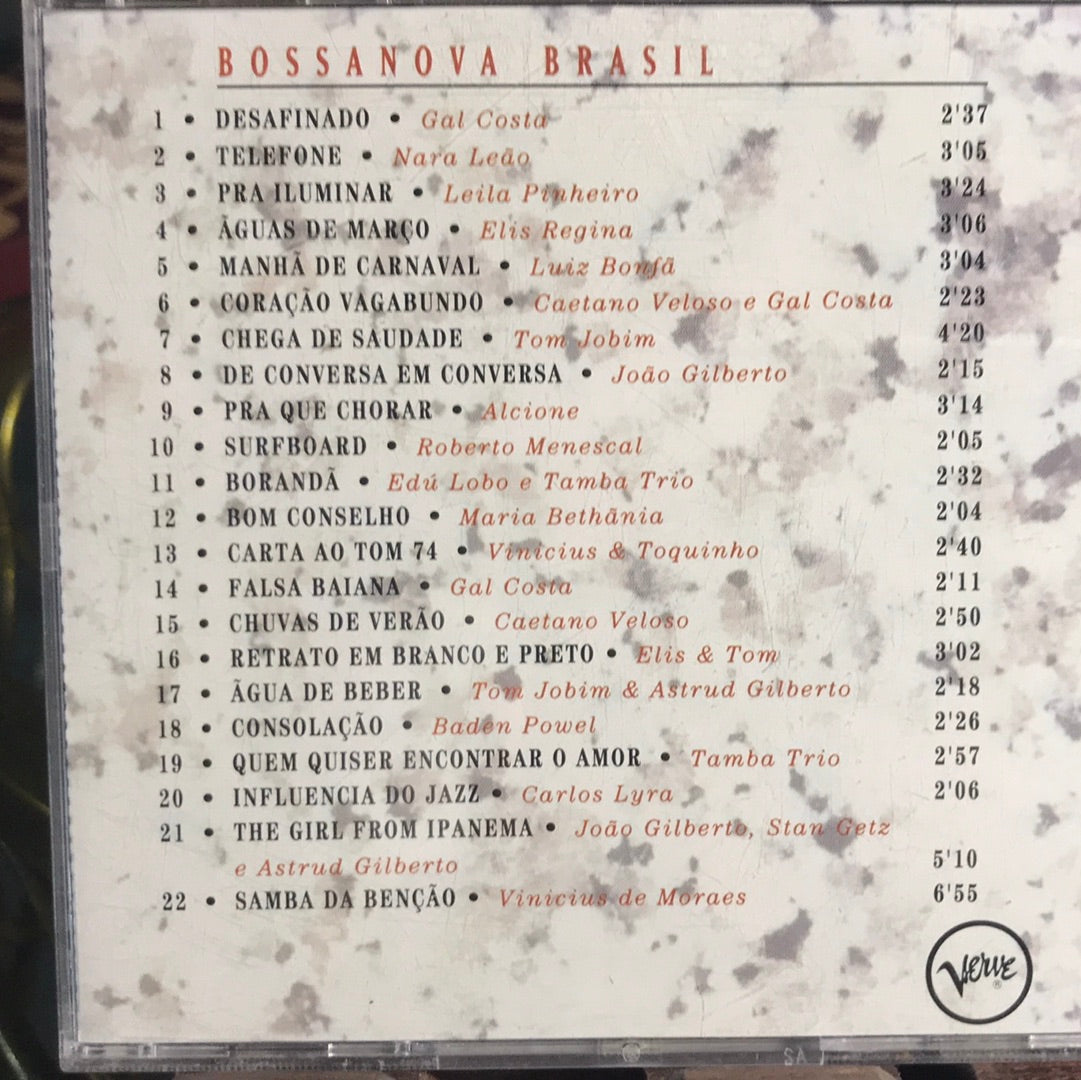 BOSSANOVA BRASIL
1 • DESAFINADO • Gal Costa 2'37
2 • TELEFONE • Nara Leão 3'05
3 • PRA ILUMINAR • Leila Pinheiro 3'24
4 • ÃGUAS DE MARÇO • Elis Regina 3'06
5 • MANHÃ DE CARNAVAL • Luiz Bonfã 3'04
6 • CORAÇÃO VAGABUNDO • Caetano Veloso e Gal Costa 2'23
7 • CHEGA DE SAUDADE • Tom Jobim 4'20
8 • DE CONVERSA EM CONVERSA • João Gilberto 2'15
9 • PRA QUE CHORAR • Alcione 3'14
10 • SURFBOARD • Roberto Menescal 2'05
11 • BORANDÃ • Edú Lobo e Tamba Trio 2'32
12 • BOM CONSELHO • Maria Bethãnia 2'04
13 • CARTA AO TOM 74 • Vinicius & Toquinho 2'40
14 • FALSA BAIANA • Gal Costa 2'11
15 • CHUVAS DE VERÃO • Caetano Veloso 2'50
16 • RETRATO EM BRANCO E PRETO • Elis & Tom 3'02
17 • ÃGUA DE BEBER • Tom Jobim & Astrud Gilberto 2'18
18 • CONSOLAÇÃO • Baden Powel 2'26
19 • QUEM QUISER ENCONTRAR O AMOR • Tamba Trio 2'57
20 • INFLUENCIA DO JAZZ • Carlos Lyra 2'06
21 • THE GIRL FROM IPANEMA • João Gilberto, Stan Getz
e Astrud Gilberto 5'10
22 • SAMBA DA BENÇÃO • Vinicius de Moraes 6'55
Verve ®